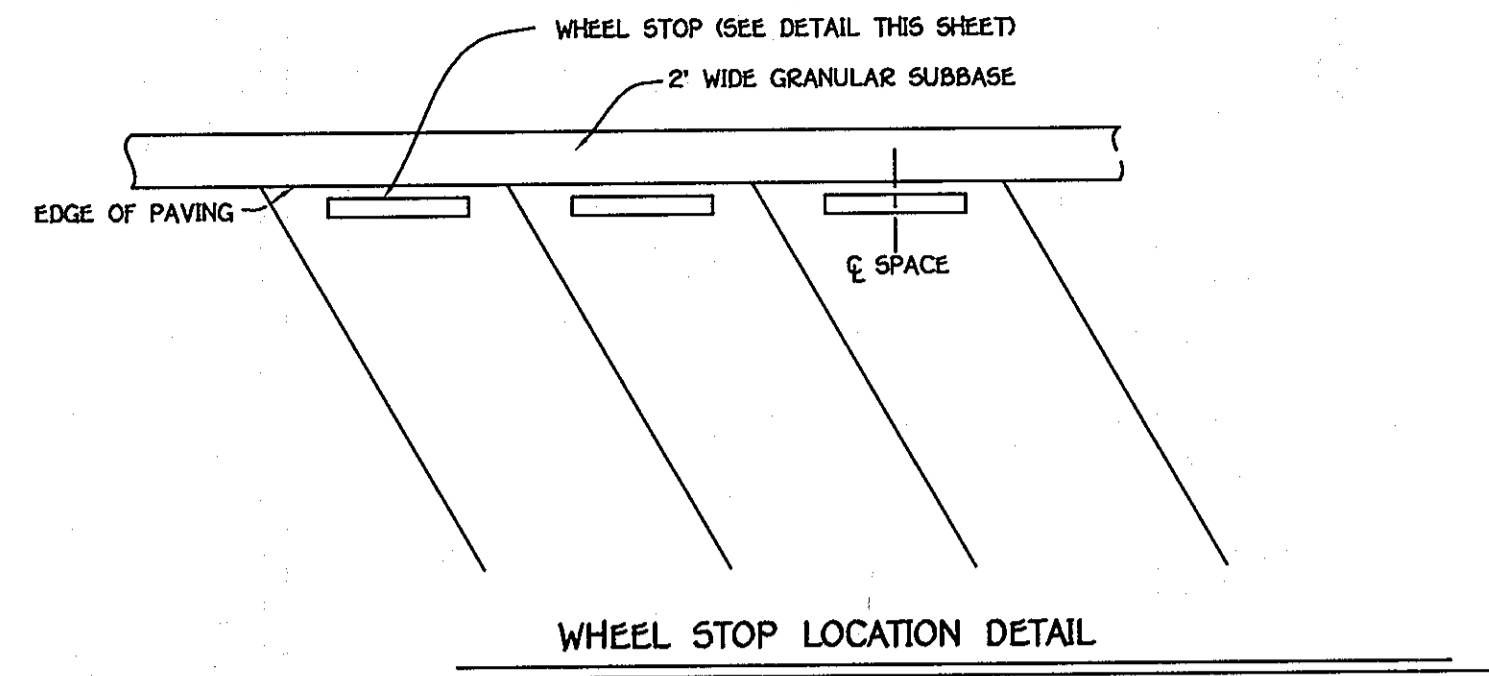 WHEEL STOP (SEE DETAIL THIS SHEET)
2' WIDE GRANULAR SUBBASE
EDGE OF PAVING
℄ SPACE
WHEEL STOP LOCATION DETAIL